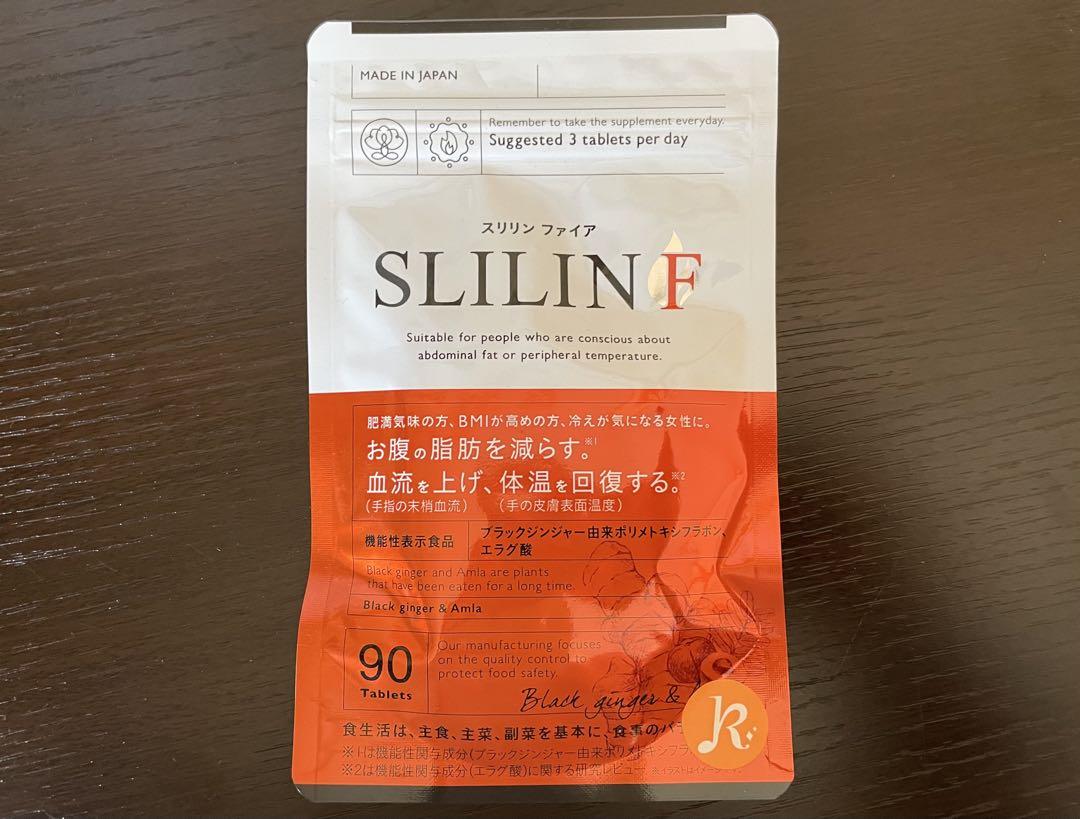 MADE IN JAPAN
Remember to take the supplement everyday.
Suggested 3 tablets per day
スリリン ファイア
SLILIN F
Suitable for people who are conscious about
abdominal fat or peripheral temperature.
肥満気味の方、BMIが高めの方、冷えが気になる女性に。
お腹の脂肪を減らす。※1
血流を上げ、体温を回復する。※2
(手指の末梢血流) (手の皮膚表面温度)
機能性表示食品
ブラックジンジャー由来ポリメトキシフラボン、
エラグ酸
Black ginger and Amla are plants
that have been eaten for a long time.
Black ginger & Amla
90
Tablets
Our manufacturing focuses
on the quality control to
protect food safety.
Black ginger &
食生活は、主食、主菜、副菜を基本に、食事のバ
※1は機能性関与成分(ブラックジンジャー由来ポリメトキシフラ
※2は機能性関与成分(エラグ酸)に関する研究レビュー ※イラストはイメージです。
k